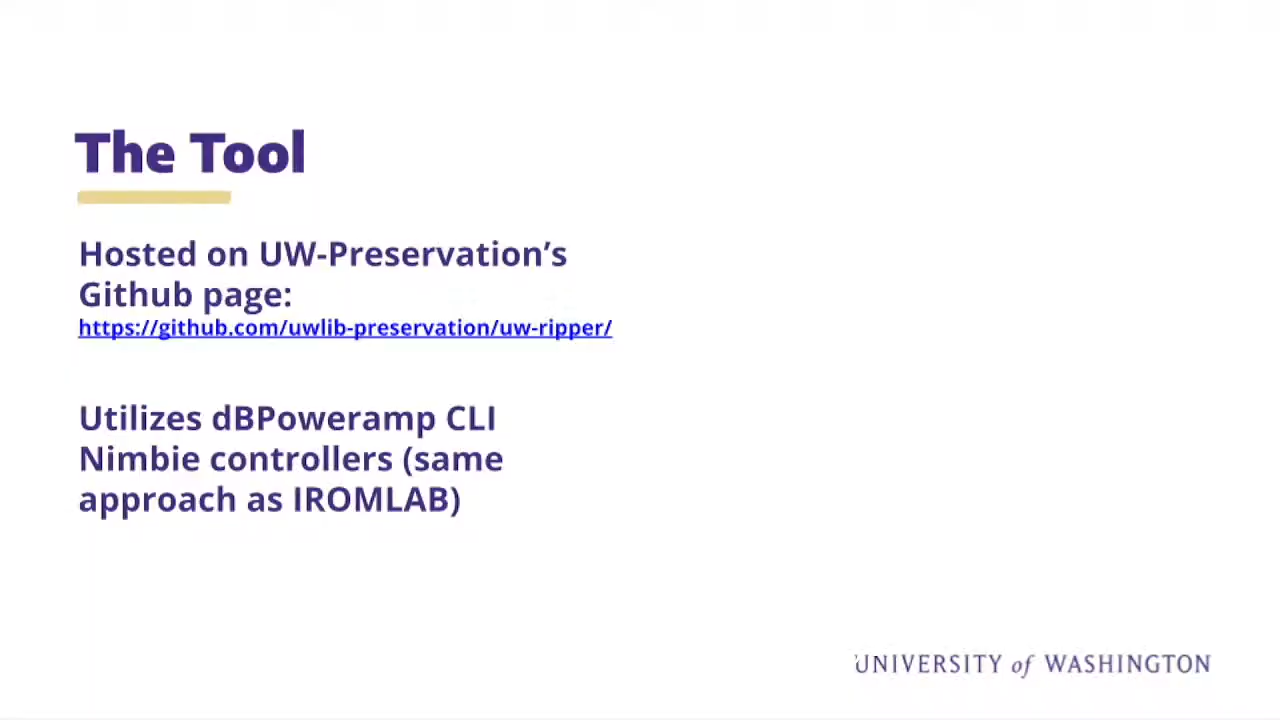 The Tool
Hosted on UW-Preservation’s
Github page:
https://github.com/uwlib-preservation/uw-ripper/
Utilizes dBPoweramp CLI
Nimbie controllers (same
approach as IROMLAB)
UNIVERSITY of WASHINGTON